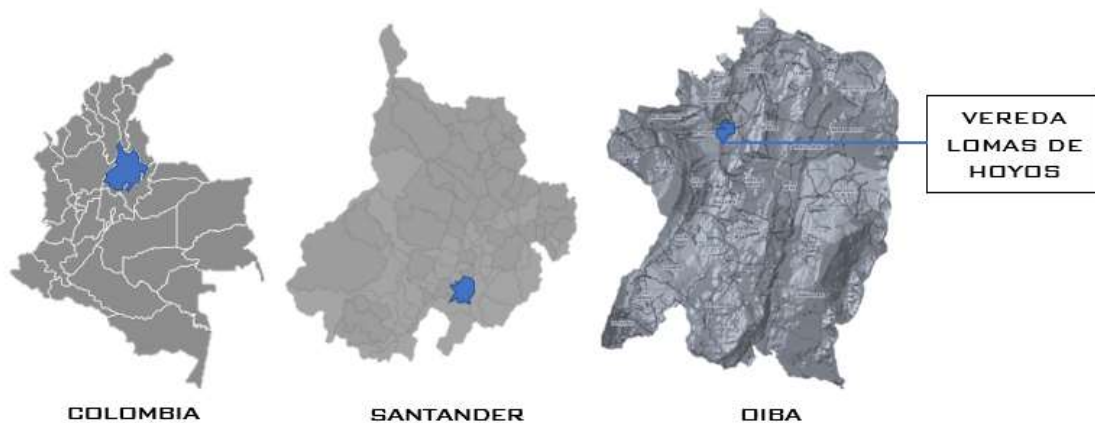 VEREDA
LOMAS DE
HOYOS
COLOMBIA
SANTANDER
OIBA